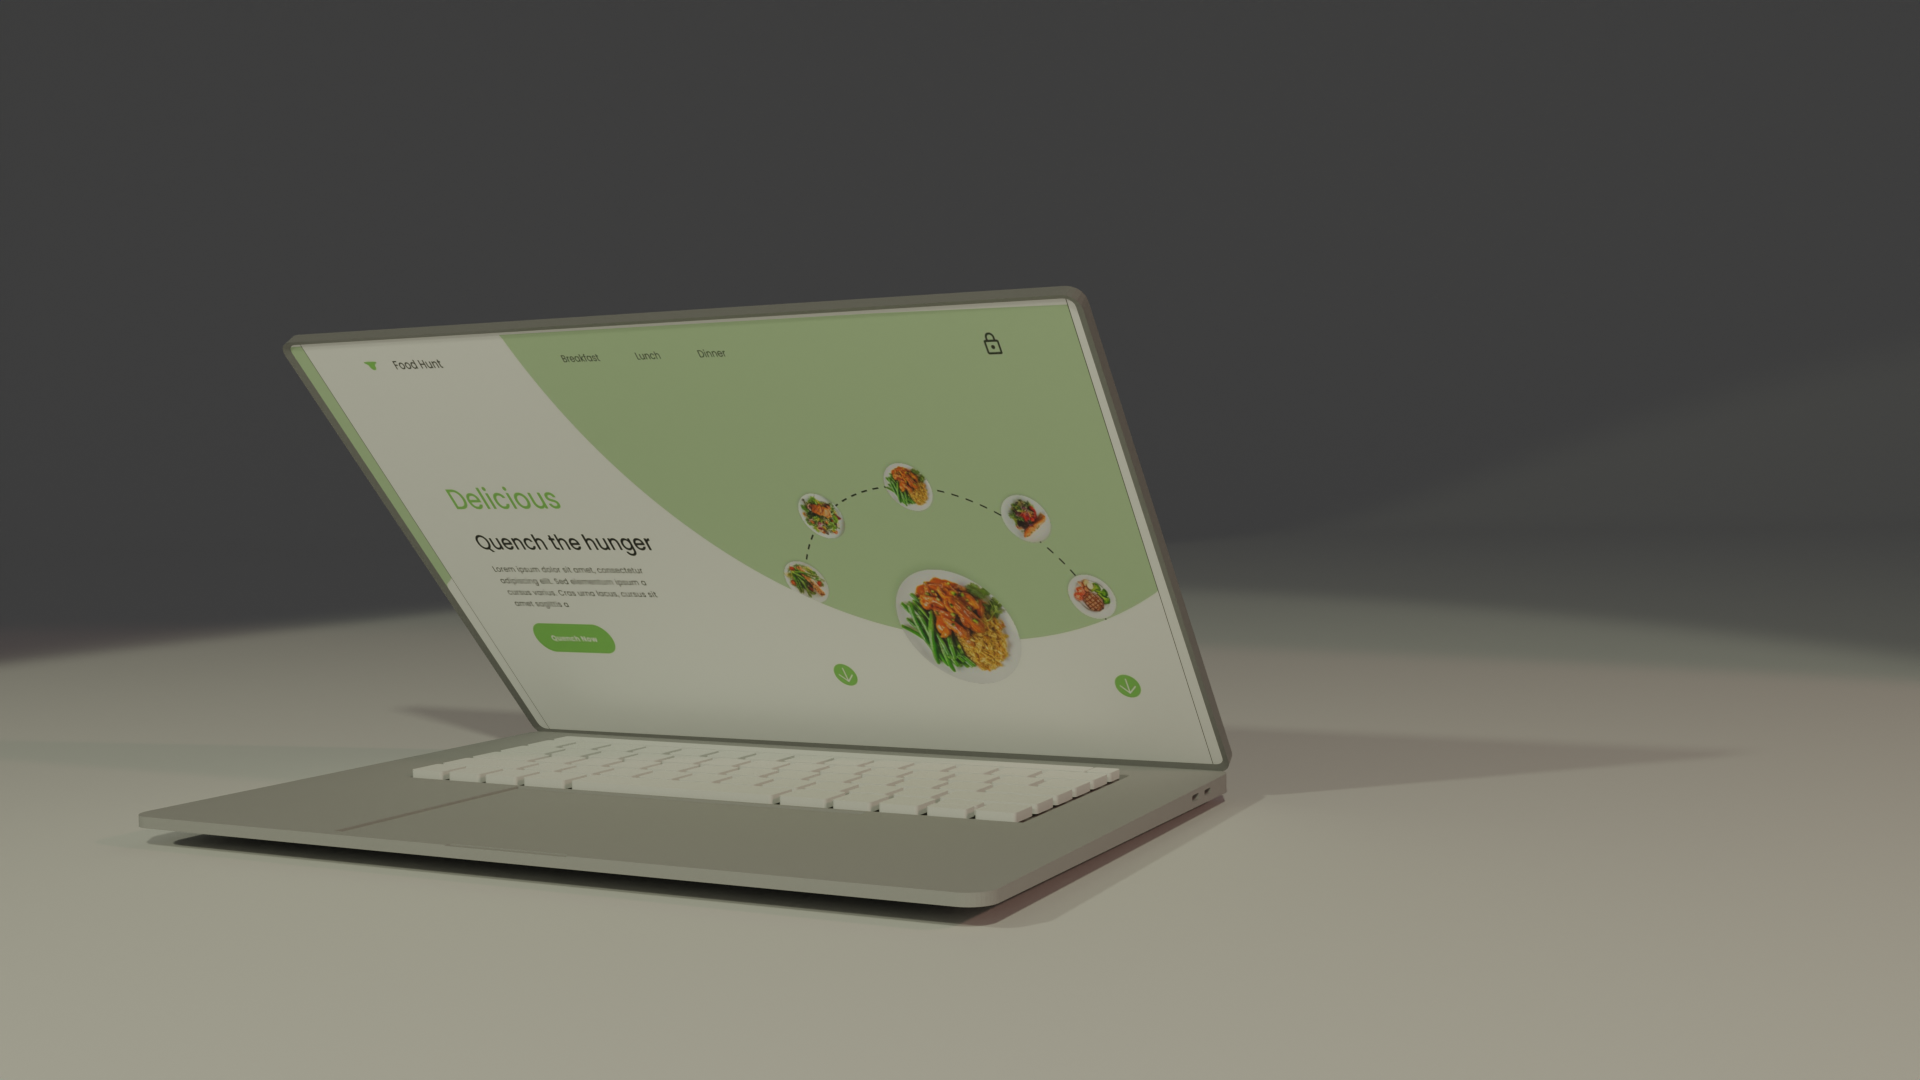 Food Hunt
Breakfast Lunch Dinner
Delicious
Quench the hunger
Lorem ipsum dolor sit amet, consectetur
adipiscing elit. Sed elementum ipsum a
cursus varius. Cras urna lacus, cursus sit
amet sagittis a
Quench Now